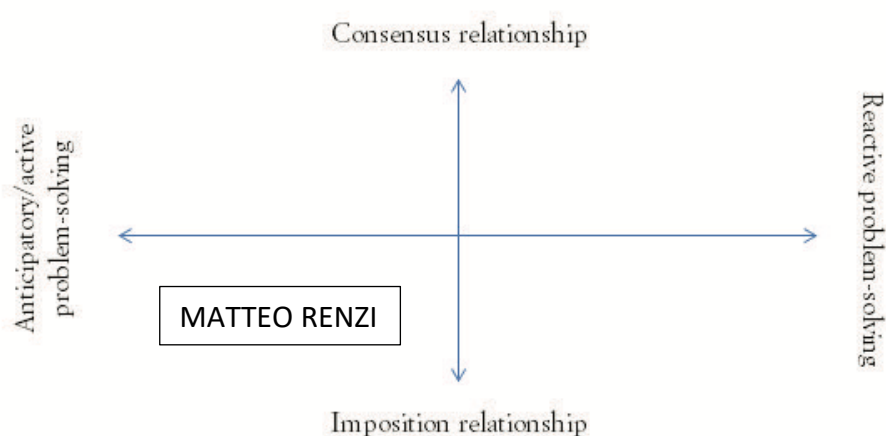 Consensus relationship
Anticipatory/active
problem-solving
Reactive problem-solving
MATTEO RENZI
Imposition relationship